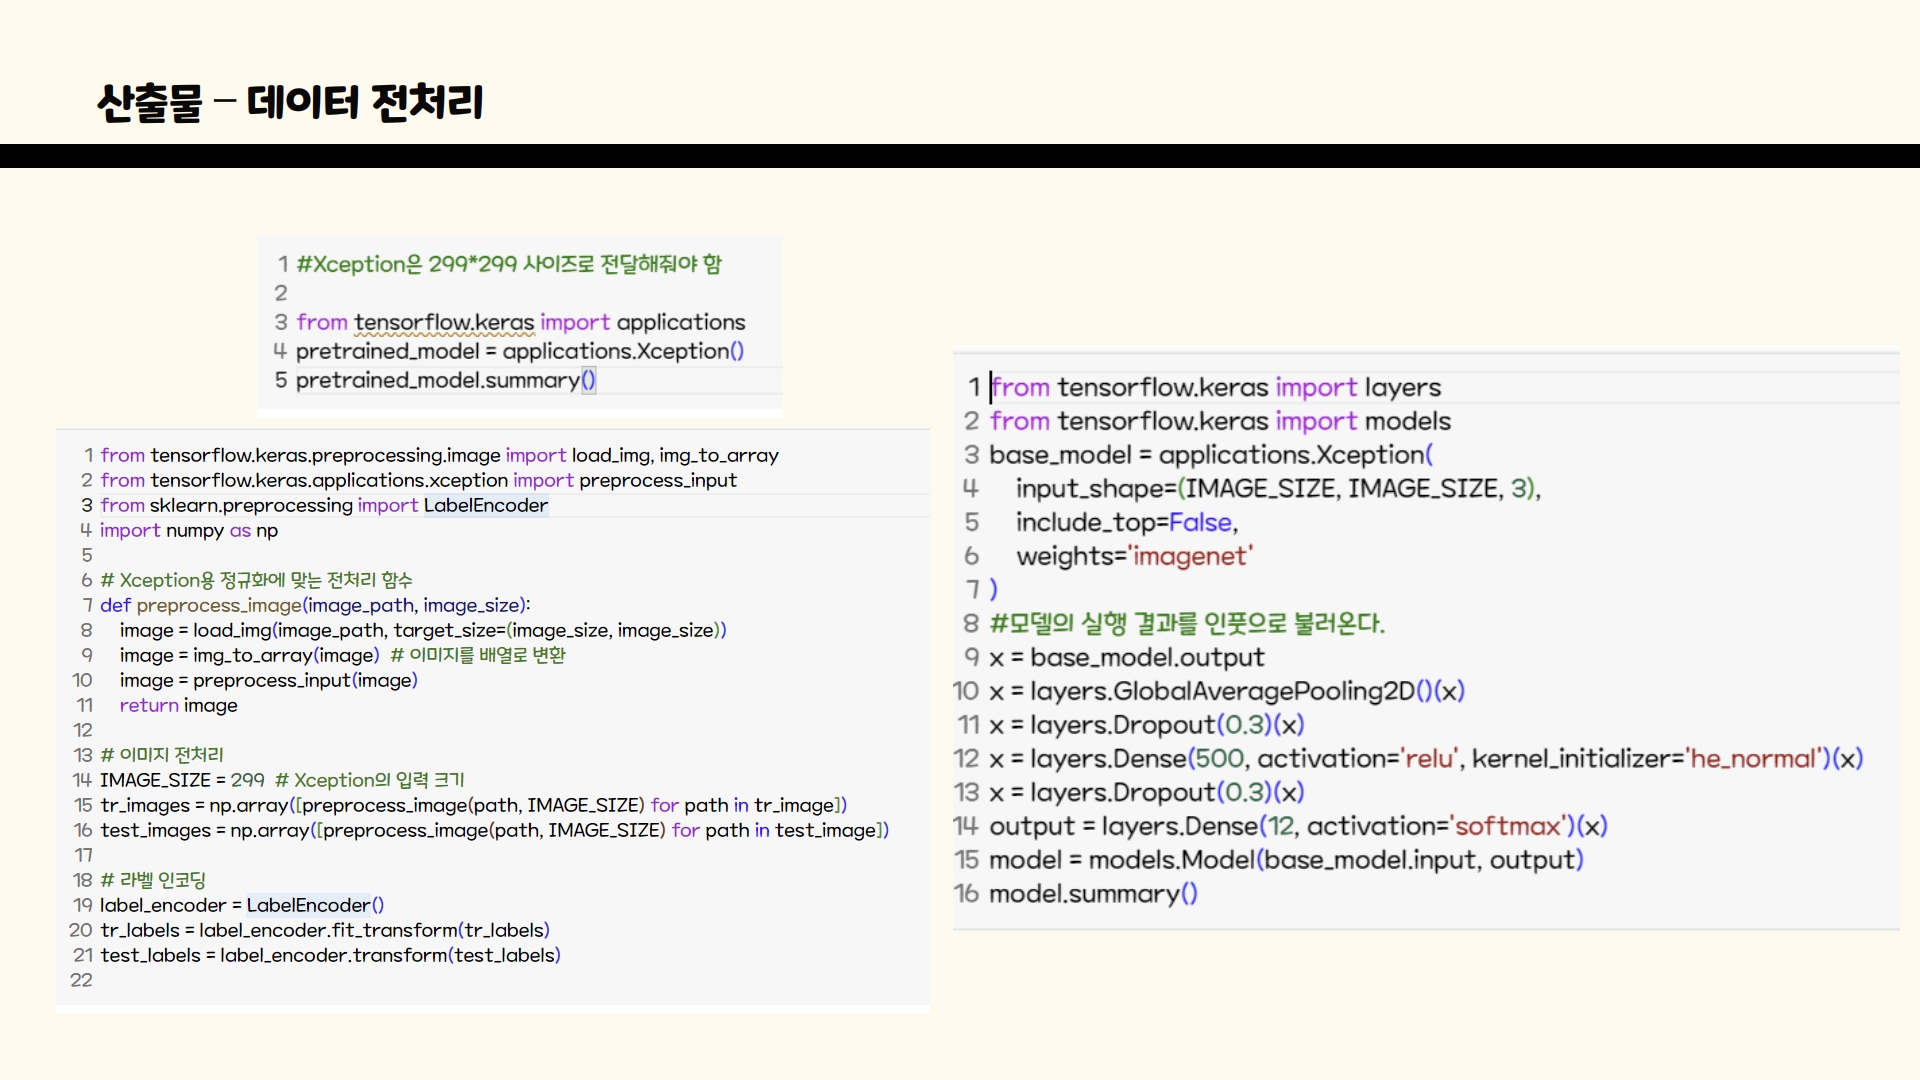 산출물 – 데이터 전처리
1 #Xception은 299*299 사이즈로 전달해줘야 함
2
3 from tensorflow.keras import applications
4 pretrained_model = applications.Xception()
5 pretrained_model.summary()
1 from tensorflow.keras.preprocessing.image import load_img, img_to_array
2 from tensorflow.keras.applications.xception import preprocess_input
3 from sklearn.preprocessing import LabelEncoder
4 import numpy as np
5
6 # Xception용 정규화에 맞는 전처리 함수
7 def preprocess_image(image_path, image_size):
8     image = load_img(image_path, target_size=(image_size, image_size))
9     image = img_to_array(image)  # 이미지를 배열로 변환
10     image = preprocess_input(image)
11     return image
12
13 # 이미지 전처리
14 IMAGE_SIZE = 299  # Xception의 입력 크기
15 tr_images = np.array([preprocess_image(path, IMAGE_SIZE) for path in tr_image])
16 test_images = np.array([preprocess_image(path, IMAGE_SIZE) for path in test_image])
17
18 # 라벨 인코딩
19 label_encoder = LabelEncoder()
20 tr_labels = label_encoder.fit_transform(tr_labels)
21 test_labels = label_encoder.transform(test_labels)
22
1 from tensorflow.keras import layers
2 from tensorflow.keras import models
3 base_model = applications.Xception(
4     input_shape=(IMAGE_SIZE, IMAGE_SIZE, 3),
5     include_top=False,
6     weights='imagenet'
7 )
8 #모델의 실행 결과를 인풋으로 불러온다.
9 x = base_model.output
10 x = layers.GlobalAveragePooling2D()(x)
11 x = layers.Dropout(0.3)(x)
12 x = layers.Dense(500, activation='relu', kernel_initializer='he_normal')(x)
13 x = layers.Dropout(0.3)(x)
14 output = layers.Dense(12, activation='softmax')(x)
15 model = models.Model(base_model.input, output)
16 model.summary()